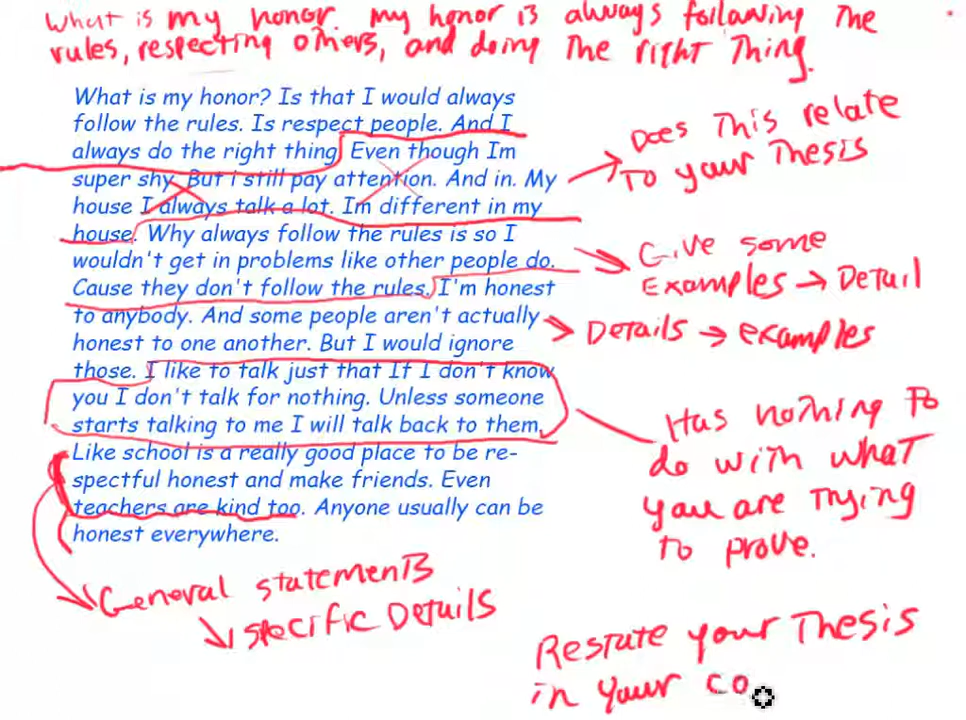 What is my honor. my honor is always following the
rules, respecting others, and doing the right thing.
What is my honor? Is that I would always
follow the rules. Is respect people. And I
always do the right thing. Even though Im
super shy. But i still pay attention. And in. My
house I always talk a lot. Im different in my
house. Why always follow the rules is so I
wouldn't get in problems like other people do.
Cause they don't follow the rules. I'm honest
to anybody. And some people aren't actually
honest to one another. But I would ignore
those. I like to talk just that If I don't know
you I don't talk for nothing. Unless someone
starts talking to me I will talk back to them.
Like school is a really good place to be re-
spectful honest and make friends. Even
teachers are kind too. Anyone usually can be
honest everywhere.
Does This relate
To your Thesis
Give some
Examples → Detail
Details → examples
Has nothing to
do with what
you are Trying
to prove.
General statements
specific Details
Restate your Thesis
in your co